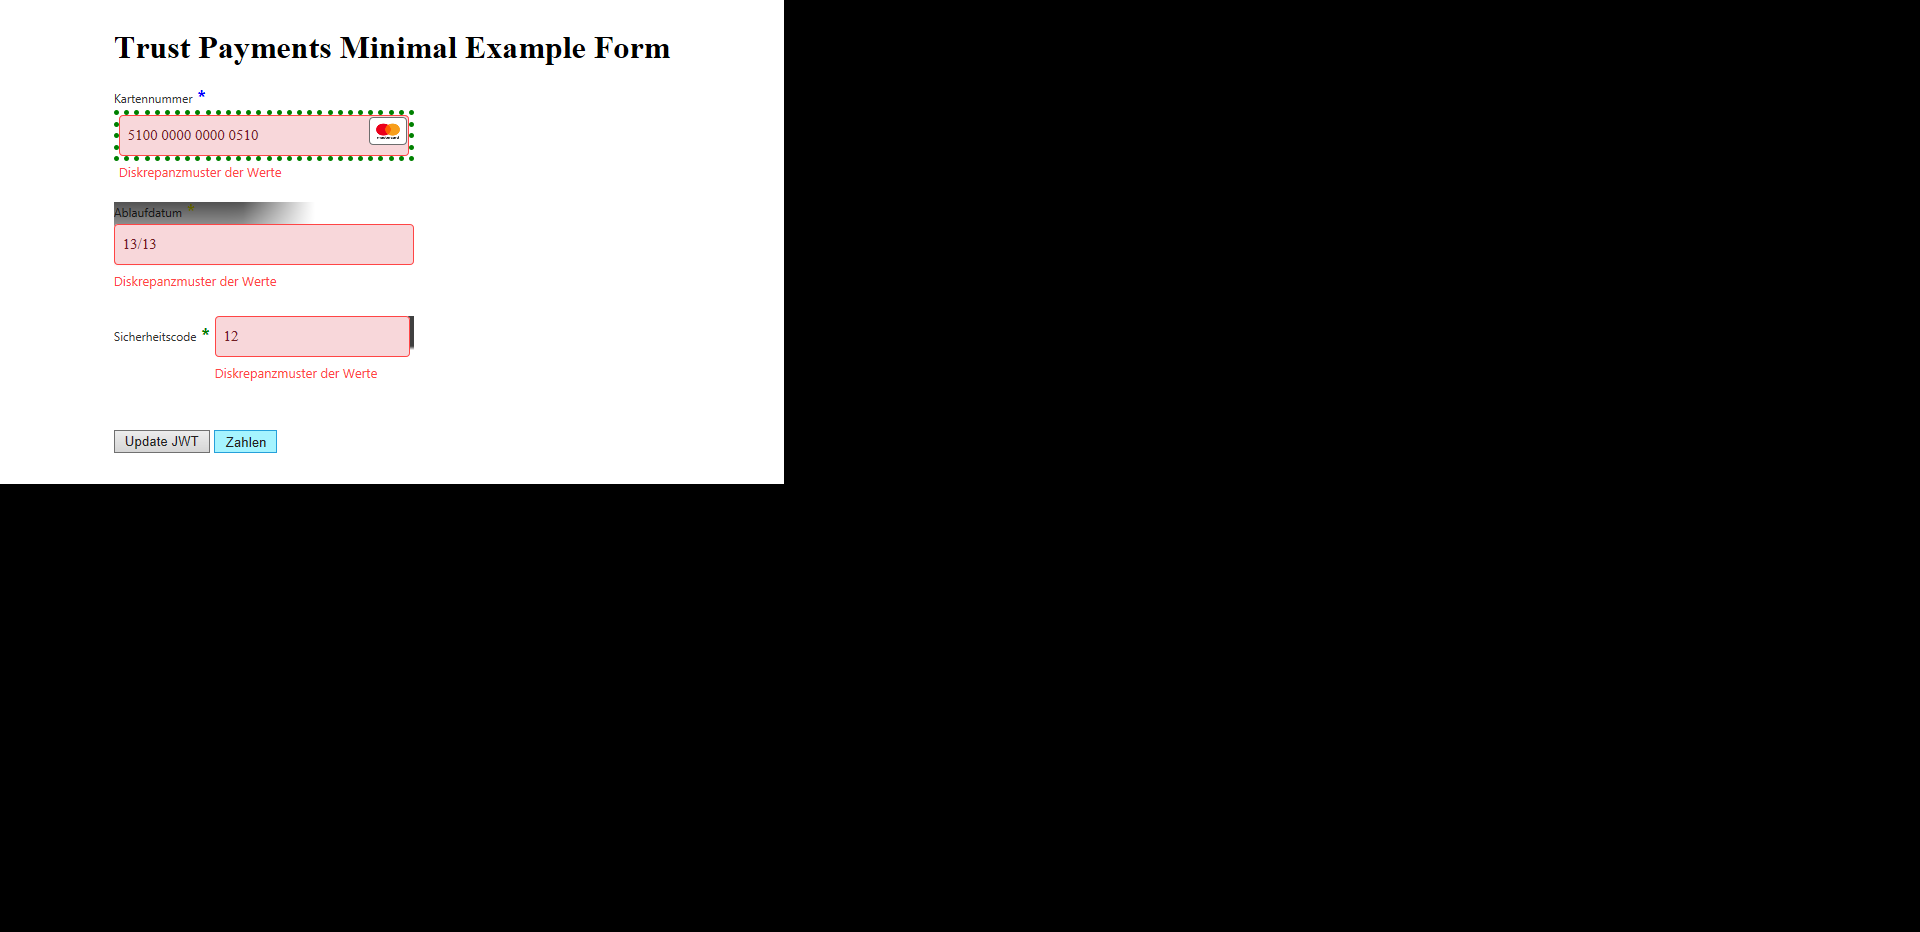 Trust Payments Minimal Example Form
Kartennummer *
5100 0000 0000 0510
Diskrepanzmuster der Werte
Ablaufdatum *
13/13
Diskrepanzmuster der Werte
Sicherheitscode * 12
Diskrepanzmuster der Werte
Update JWT Zahlen